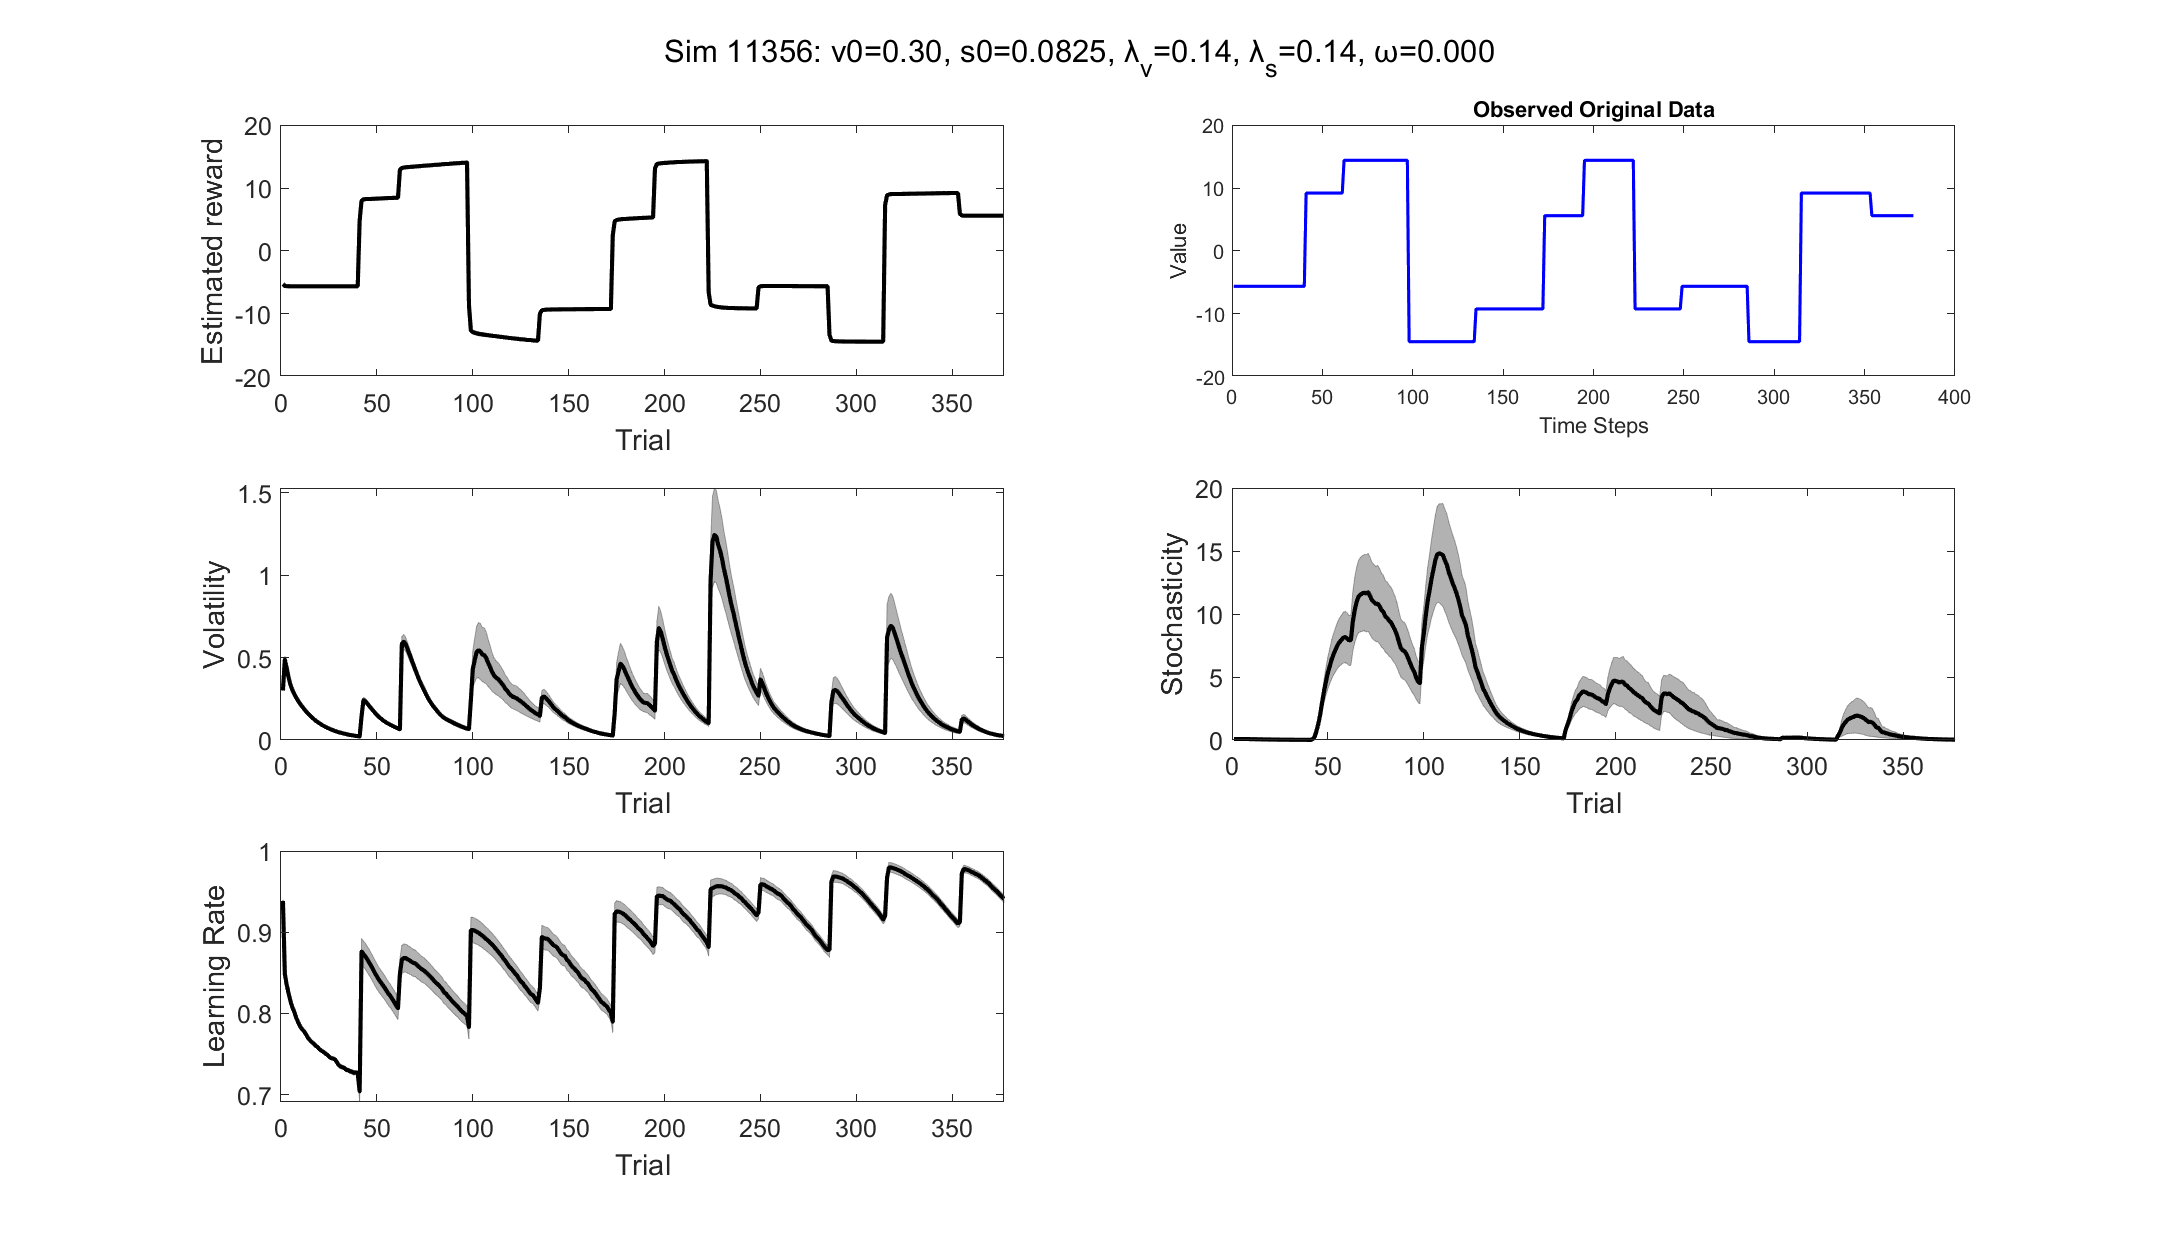 Sim 11356: v0=0.30, s0=0.0825, λv=0.14, λs=0.14, ω=0.000
20
10
0
-10
-20
Estimated reward
0 50 100 150 200 250 300 350
Trial
Observed Original Data
20
10
0
-10
-20
Value
0 50 100 150 200 250 300 350 400
Time Steps
1.5
1
0.5
0
Volatility
0 50 100 150 200 250 300 350
Trial
20
15
10
5
0
Stochasticity
0 50 100 150 200 250 300 350
Trial
1
0.9
0.8
0.7
Learning Rate
0 50 100 150 200 250 300 350
Trial